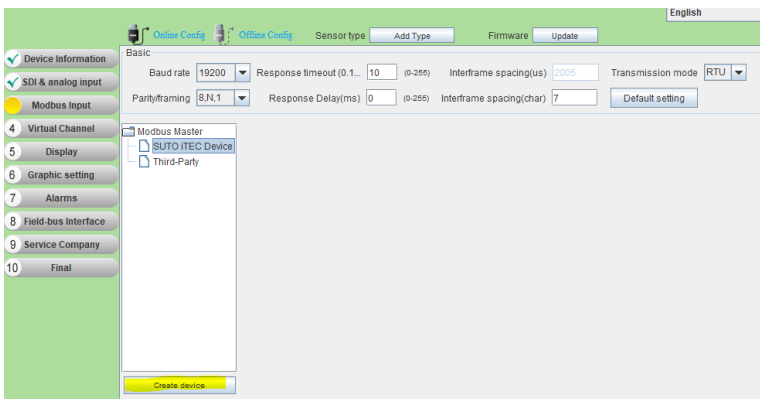 English
Online Config Offline Config Sensor type Add Type Firmware Update
Basic
Baud rate 19200 Response timeout (0.1... 10 (0-255) Interframe spacing(us) 2005 Transmission mode RTU
Parity/framing 8,N,1 Response Delay(ms) 0 (0-255) Interframe spacing(char) 7 Default setting
Device Information
SDI & analog input
Modbus Input
4 Virtual Channel
5 Display
6 Graphic setting
7 Alarms
8 Field-bus Interface
9 Service Company
10 Final
Modbus Master
SUTO iTEC Device
Third-Party
Create device